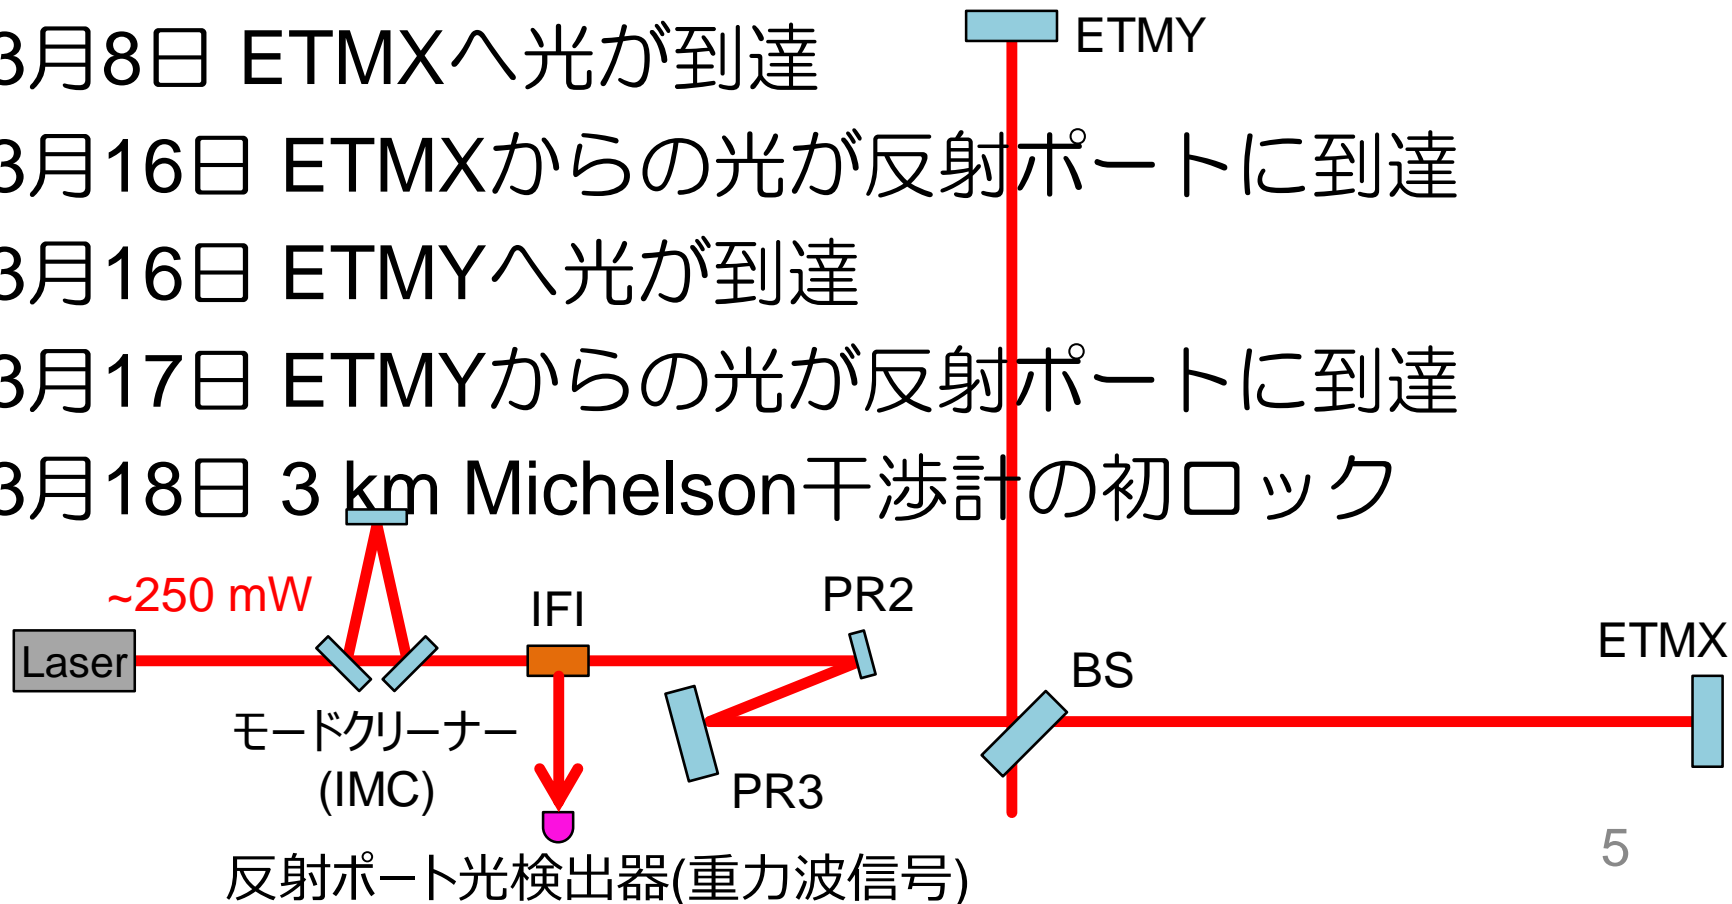 3月8日 ETMXへ光が到達
3月16日 ETMXからの光が反射ポートに到達
3月16日 ETMYへ光が到達
3月17日 ETMYからの光が反射ポートに到達
3月18日 3 km Michelson干渉計の初ロック
ETMY
~250 mW
IFI
PR2
ETMX
Laser
BS
モードクリーナー
(IMC)
PR3
反射ポート光検出器(重力波信号)
5